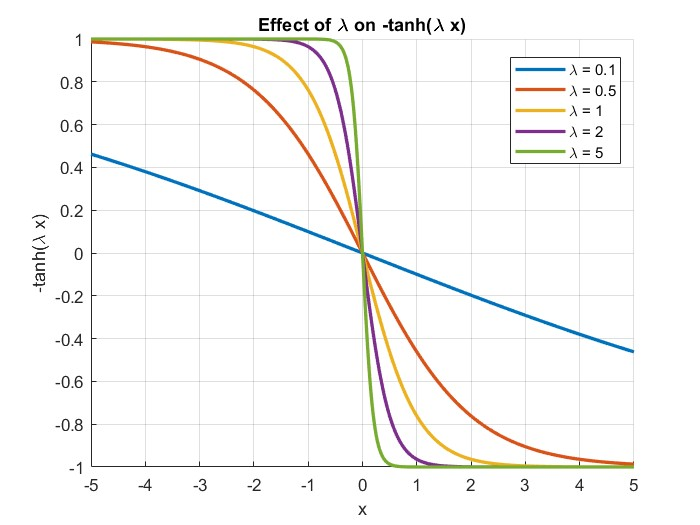 Effect of λ on -tanh(λ x)
1
0.8
0.6
0.4
0.2
0
-0.2
-0.4
-0.6
-0.8
-1
-tanh(λ x)
λ = 0.1
λ = 0.5
λ = 1
λ = 2
λ = 5
-5 -4 -3 -2 -1 0 1 2 3 4 5
x